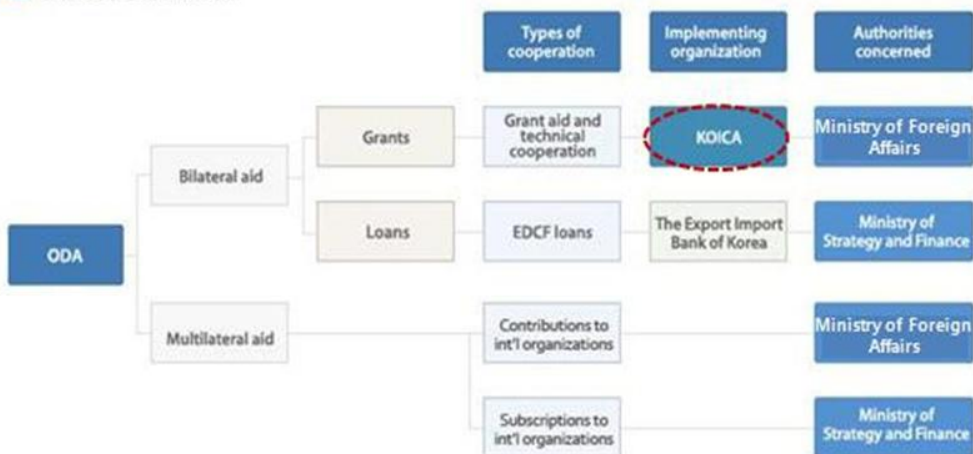 Types of
cooperation
Implementing
organization
Authorities
concerned
Grants
Grant aid and
technical
cooperation
KOICA
Ministry of Foreign
Affairs
Bilateral aid
Loans
EDCF loans
The Export Import
Bank of Korea
Ministry of
Strategy and Finance
ODA
Multilateral aid
Contributions to
int'l organizations
Ministry of Foreign
Affairs
Subscriptions to
int'l organizations
Ministry of
Strategy and Finance